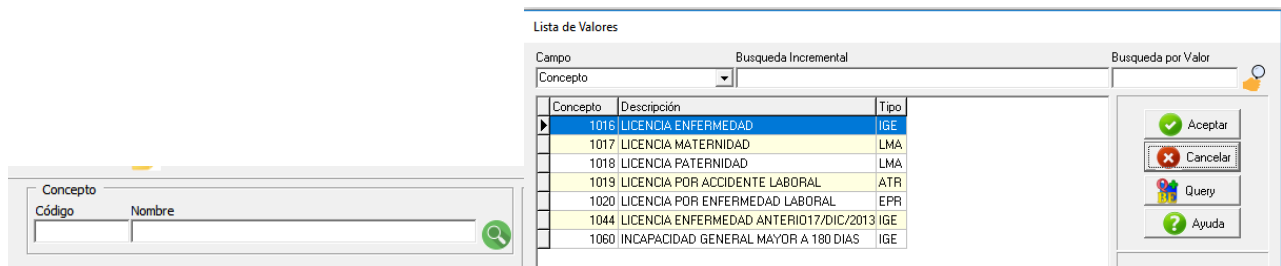 Lista de Valores
Campo Busqueda Incremental Busqueda por Valor
Concepto
Concepto Descripción Tipo
1016 LICENCIA ENFERMEDAD IGE
1017 LICENCIA MATERNIDAD LMA
1018 LICENCIA PATERNIDAD LMA
1019 LICENCIA POR ACCIDENTE LABORAL ATR
1020 LICENCIA POR ENFERMEDAD LABORAL EPR
1044 LICENCIA ENFERMEDAD ANTERIO17/DIC/2013 IGE
1060 INCAPACIDAD GENERAL MAYOR A 180 DIAS IGE
Aceptar
Cancelar
Query
Ayuda
Concepto
Código Nombre